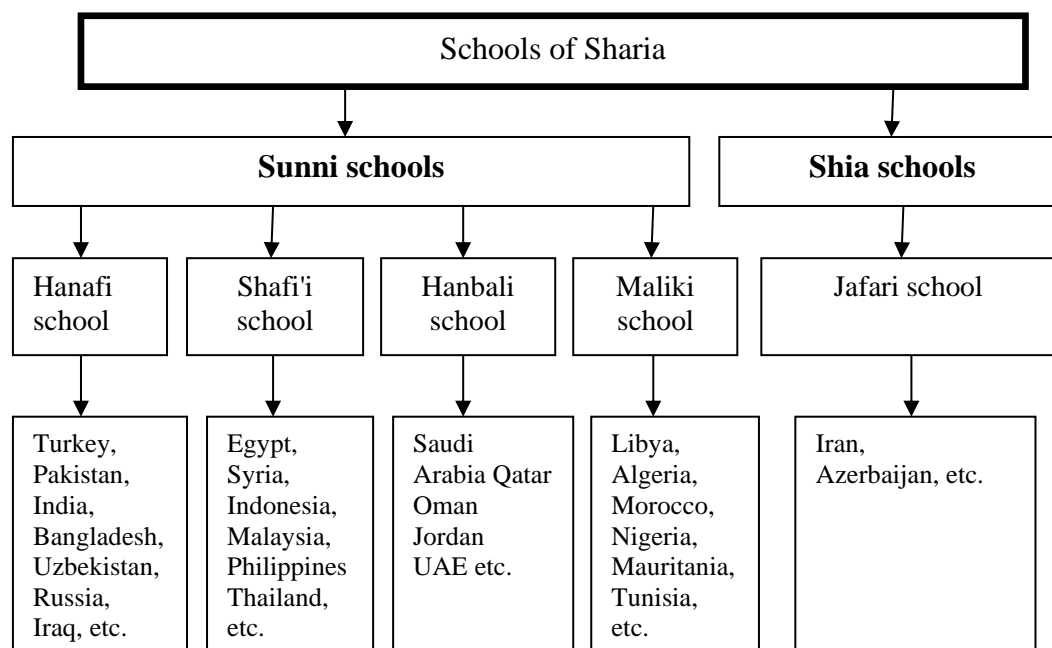 Schools of Sharia
Sunni schools
Shia schools
Hanafi
school
Shafi'i
school
Hanbali
school
Maliki
school
Jafari school
Turkey,
Pakistan,
India,
Bangladesh,
Uzbekistan,
Russia,
Iraq, etc.
Egypt,
Syria,
Indonesia,
Malaysia,
Philippines
Thailand,
etc.
Saudi
Arabia Qatar
Oman
Jordan
UAE etc.
Libya,
Algeria,
Morocco,
Nigeria,
Mauritania,
Tunisia,
etc.
Iran,
Azerbaijan, etc.